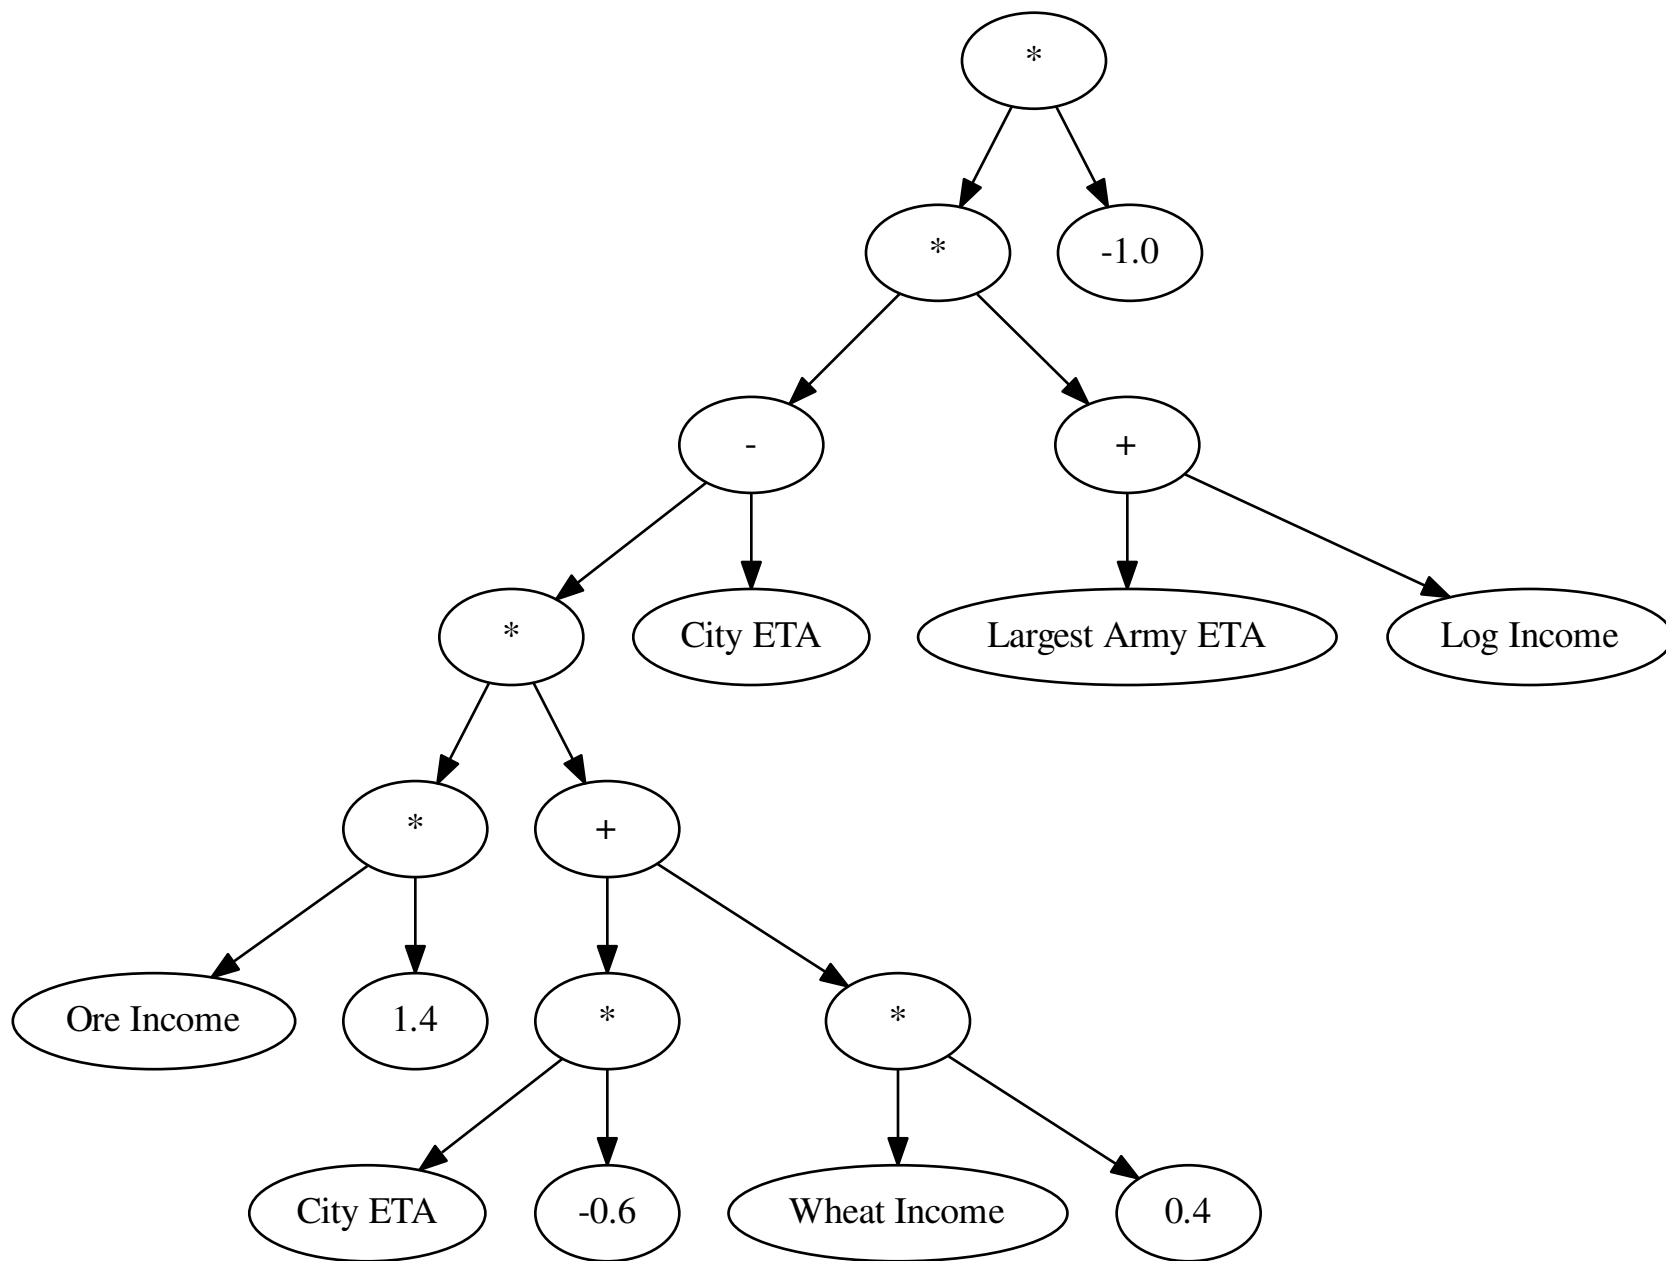 *
*
-1.0
-
+
*
City ETA
Largest Army ETA
Log Income
*
+
Ore Income
1.4
*
*
City ETA
-0.6
Wheat Income
0.4